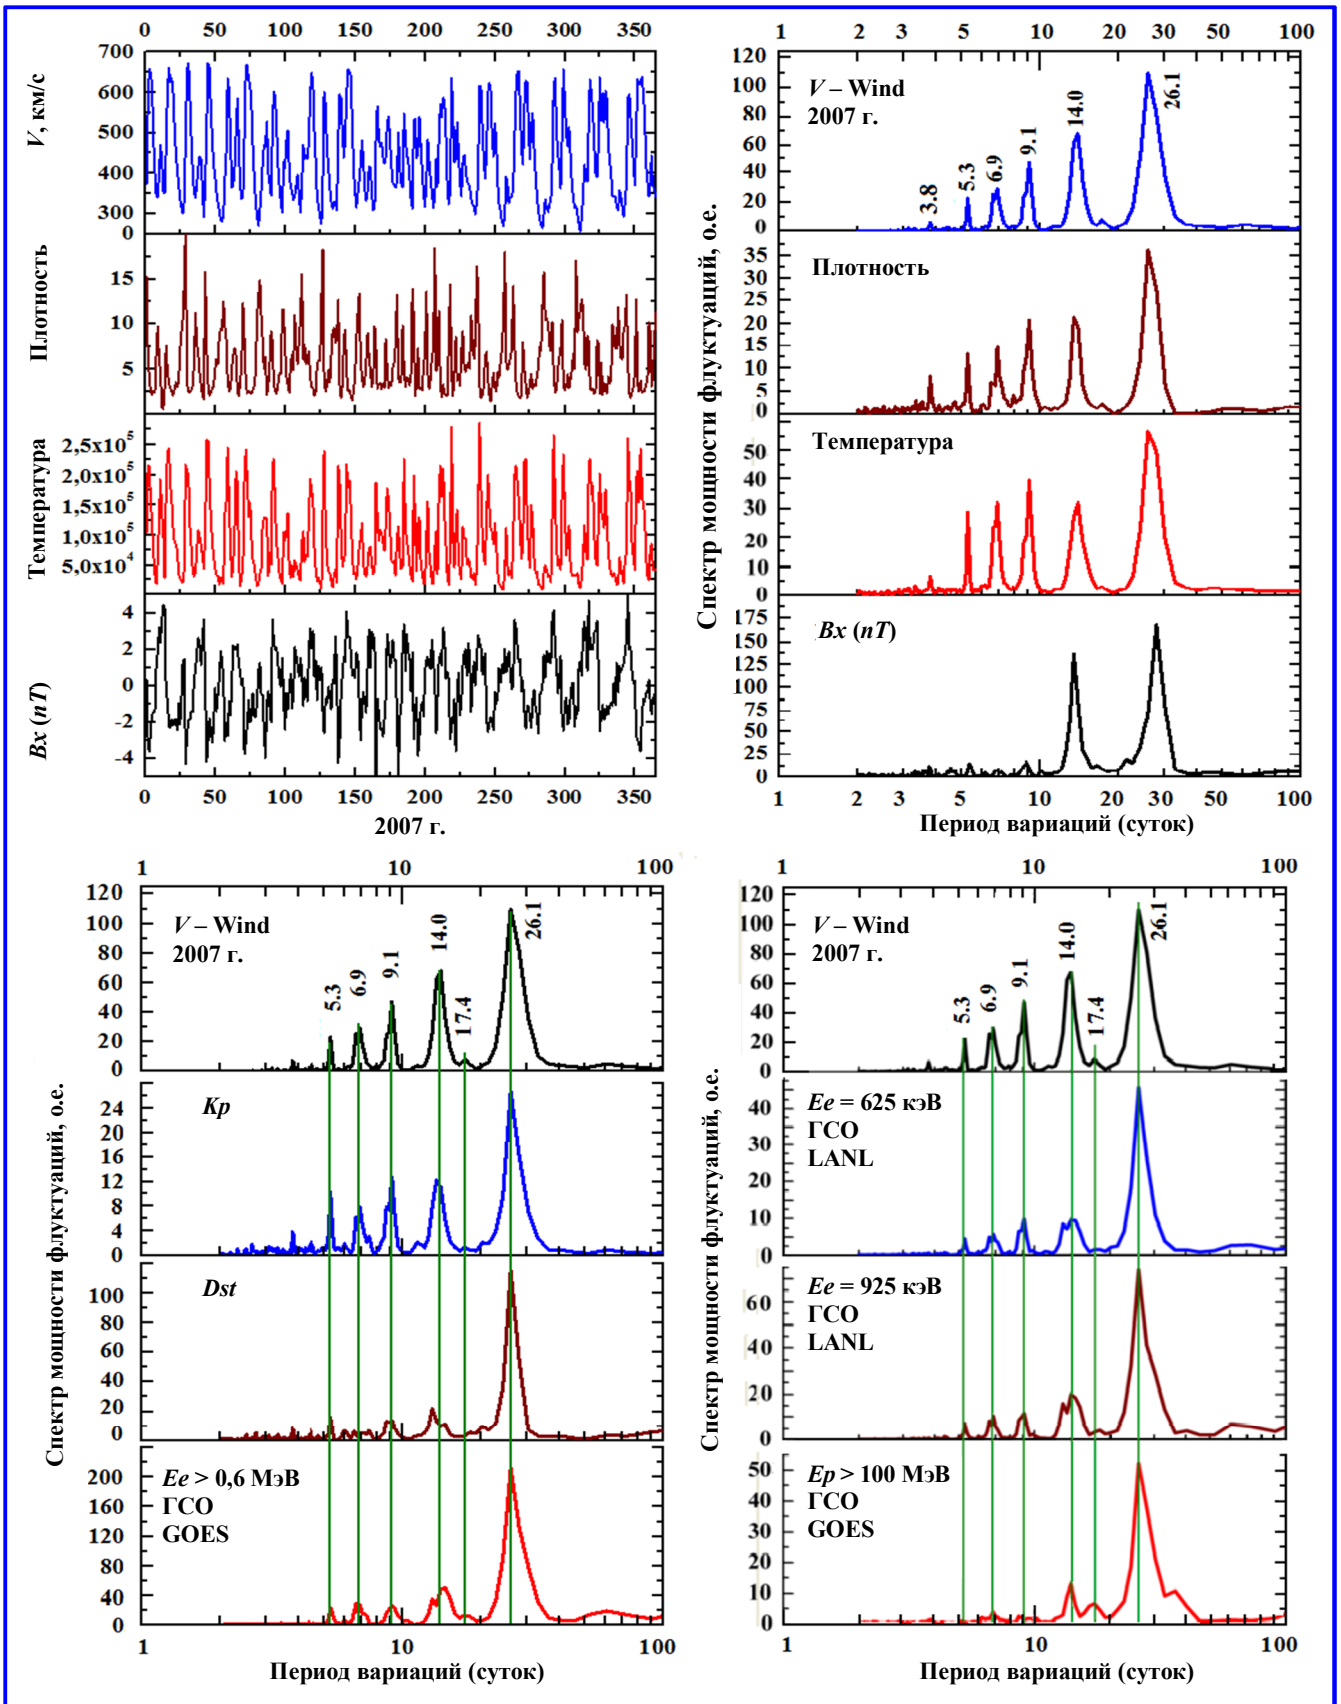 0 50 100 150 200 250 300 350
700
600
500
400
300
0
V, км/с
15
10
5
Плотность
2,5x10⁵
2,0x10⁵
1,5x10⁵
1,0x10⁵
5,0x10⁴
Температура
4
2
0
-2
-4
Bx (nT)
0 50 100 150 200 250 300 350
2007 г.
1 2 3 5 10 20 30 50 100
Спектр мощности флуктуаций, о.е.
120
100
80
60
40
20
0
V – Wind
2007 г.
3.8 5.3 6.9 9.1 14.0 26.1
35
30
25
20
15
10
5
0
Плотность
50
40
30
20
10
0
Температура
175
150
125
100
75
50
25
0
Bx (nT)
1 2 3 5 10 20 30 50 100
Период вариаций (суток)
1 10 100
Спектр мощности флуктуаций, о.е.
120
100
80
60
40
20
0
V – Wind
2007 г.
5.3 6.9 9.1 14.0 17.4 26.1
24
20
16
12
8
4
0
Kp
100
80
60
40
20
0
Dst
200
160
120
80
40
0
Ee > 0,6 МэВ
ГСО
GOES
1 10 100
Период вариаций (суток)
1 10 100
Спектр мощности флуктуаций, о.е.
120
100
80
60
40
20
0
V – Wind
2007 г.
5.3 6.9 9.1 14.0 17.4 26.1
40
30
20
10
0
Ee = 625 кэВ
ГСО
LANL
60
40
20
0
Ee = 925 кэВ
ГСО
LANL
50
40
30
20
10
0
Ep > 100 МэВ
ГСО
GOES
1 10 100
Период вариаций (суток)